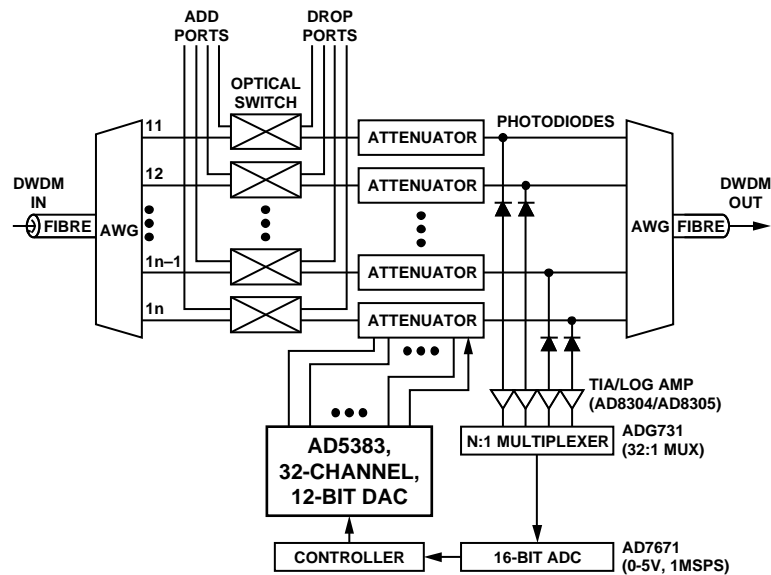 ADD
PORTS
DROP
PORTS
OPTICAL
SWITCH
PHOTODIODES
11
ATTENUATOR
12
ATTENUATOR
DWDM
IN
FIBRE
AWG
1n–1
ATTENUATOR
1n
ATTENUATOR
AWG
FIBRE
DWDM
OUT
TIA/LOG AMP
(AD8304/AD8305)
N:1 MULTIPLEXER
ADG731
(32:1 MUX)
AD5383,
32-CHANNEL,
12-BIT DAC
CONTROLLER
16-BIT ADC
AD7671
(0-5V, 1MSPS)